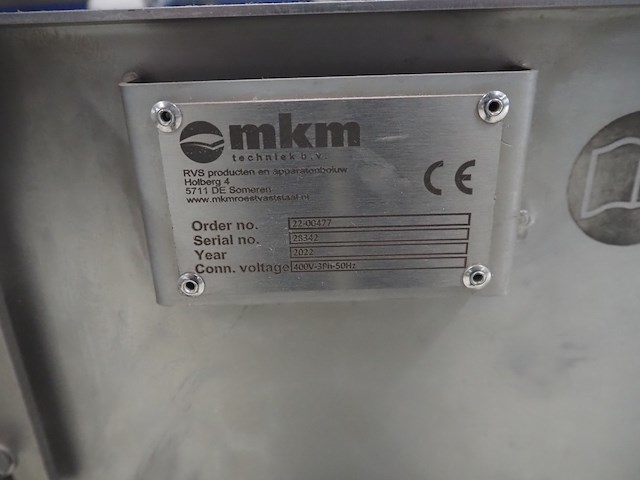 mkm
techniek b.v.
RVS producten en apparatenbouw
Holberg 4
5711 DE Someren
www.mkmroestvaststaal.nl
CE
Order no. 22-00477
Serial no. 25342
Year 2022
Conn. voltage 400V-3Ph-50Hz